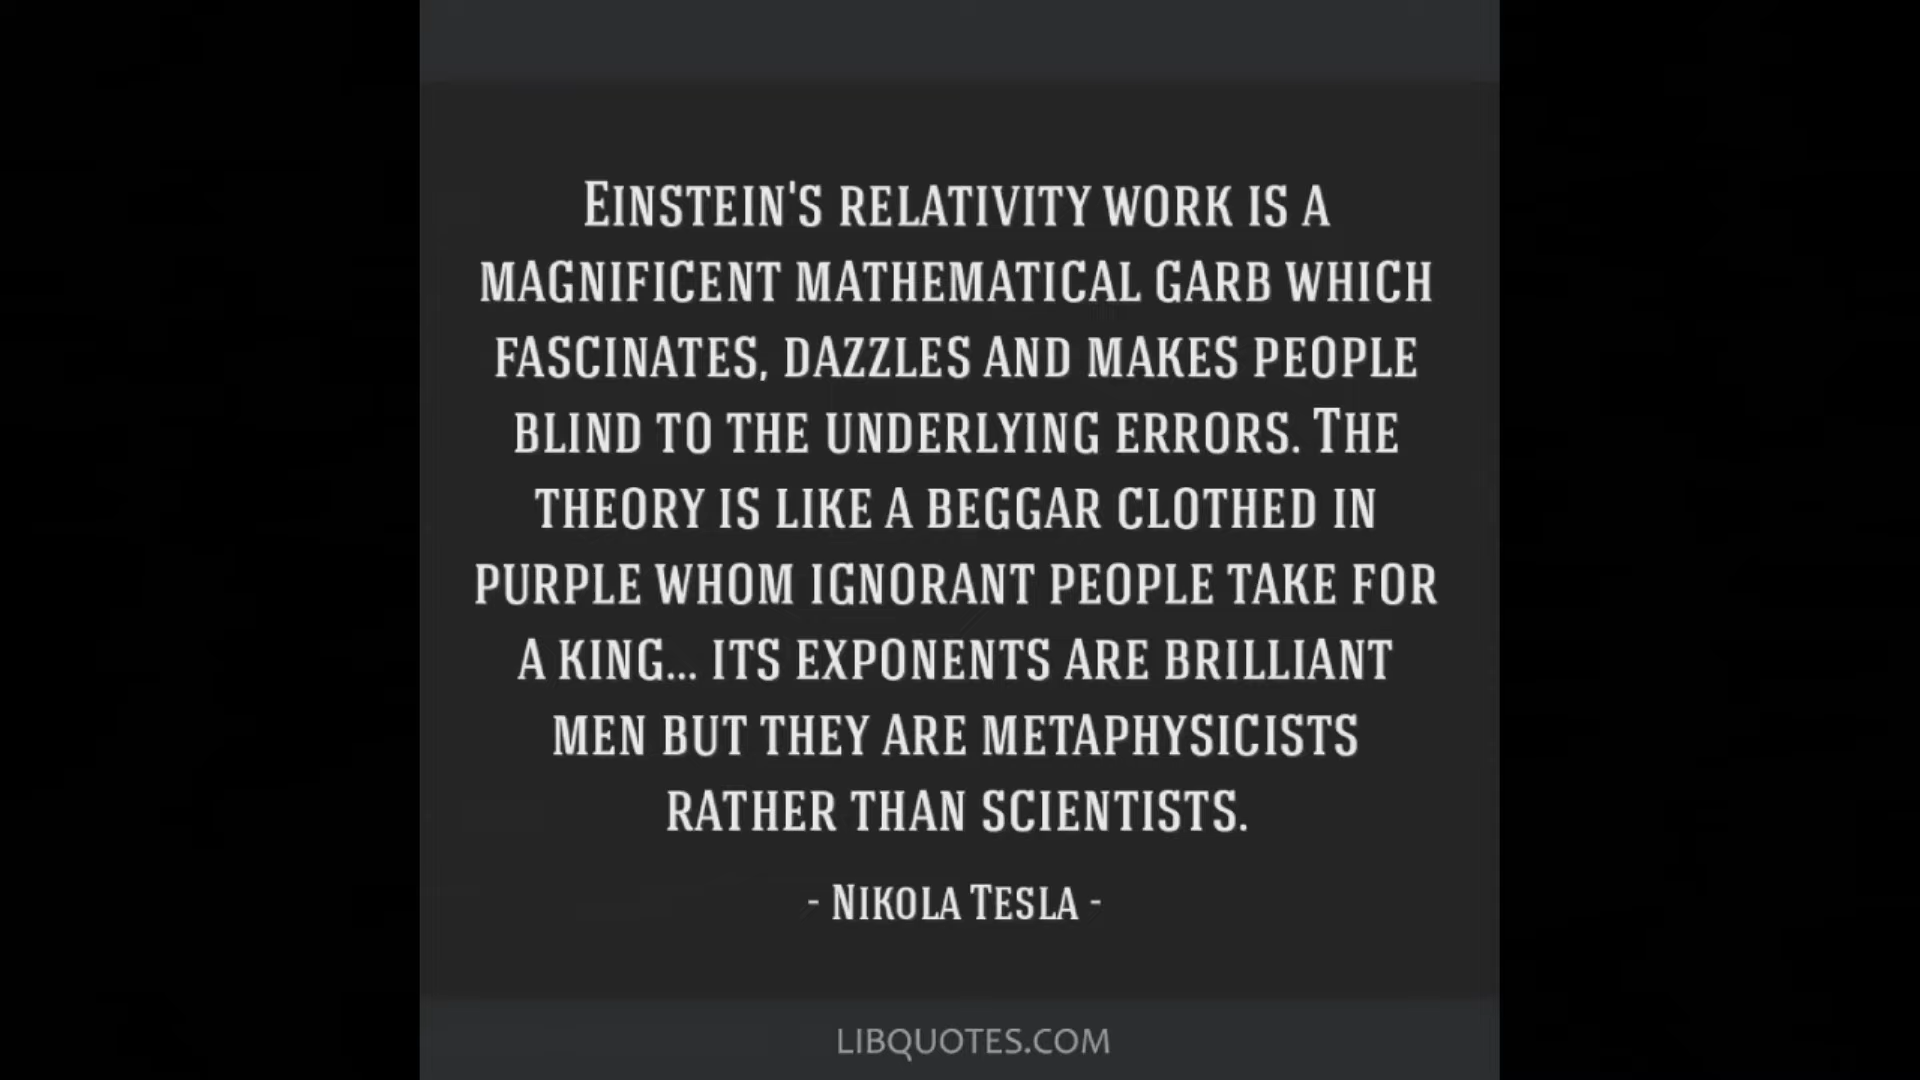 Einstein's relativity work is a
magnificent mathematical garb which
fascinates, dazzles and makes people
blind to the underlying errors. The
theory is like a beggar clothed in
purple whom ignorant people take for
a king... its exponents are brilliant
men but they are metaphysicists
rather than scientists.
- Nikola Tesla -
LIBQUOTES.COM